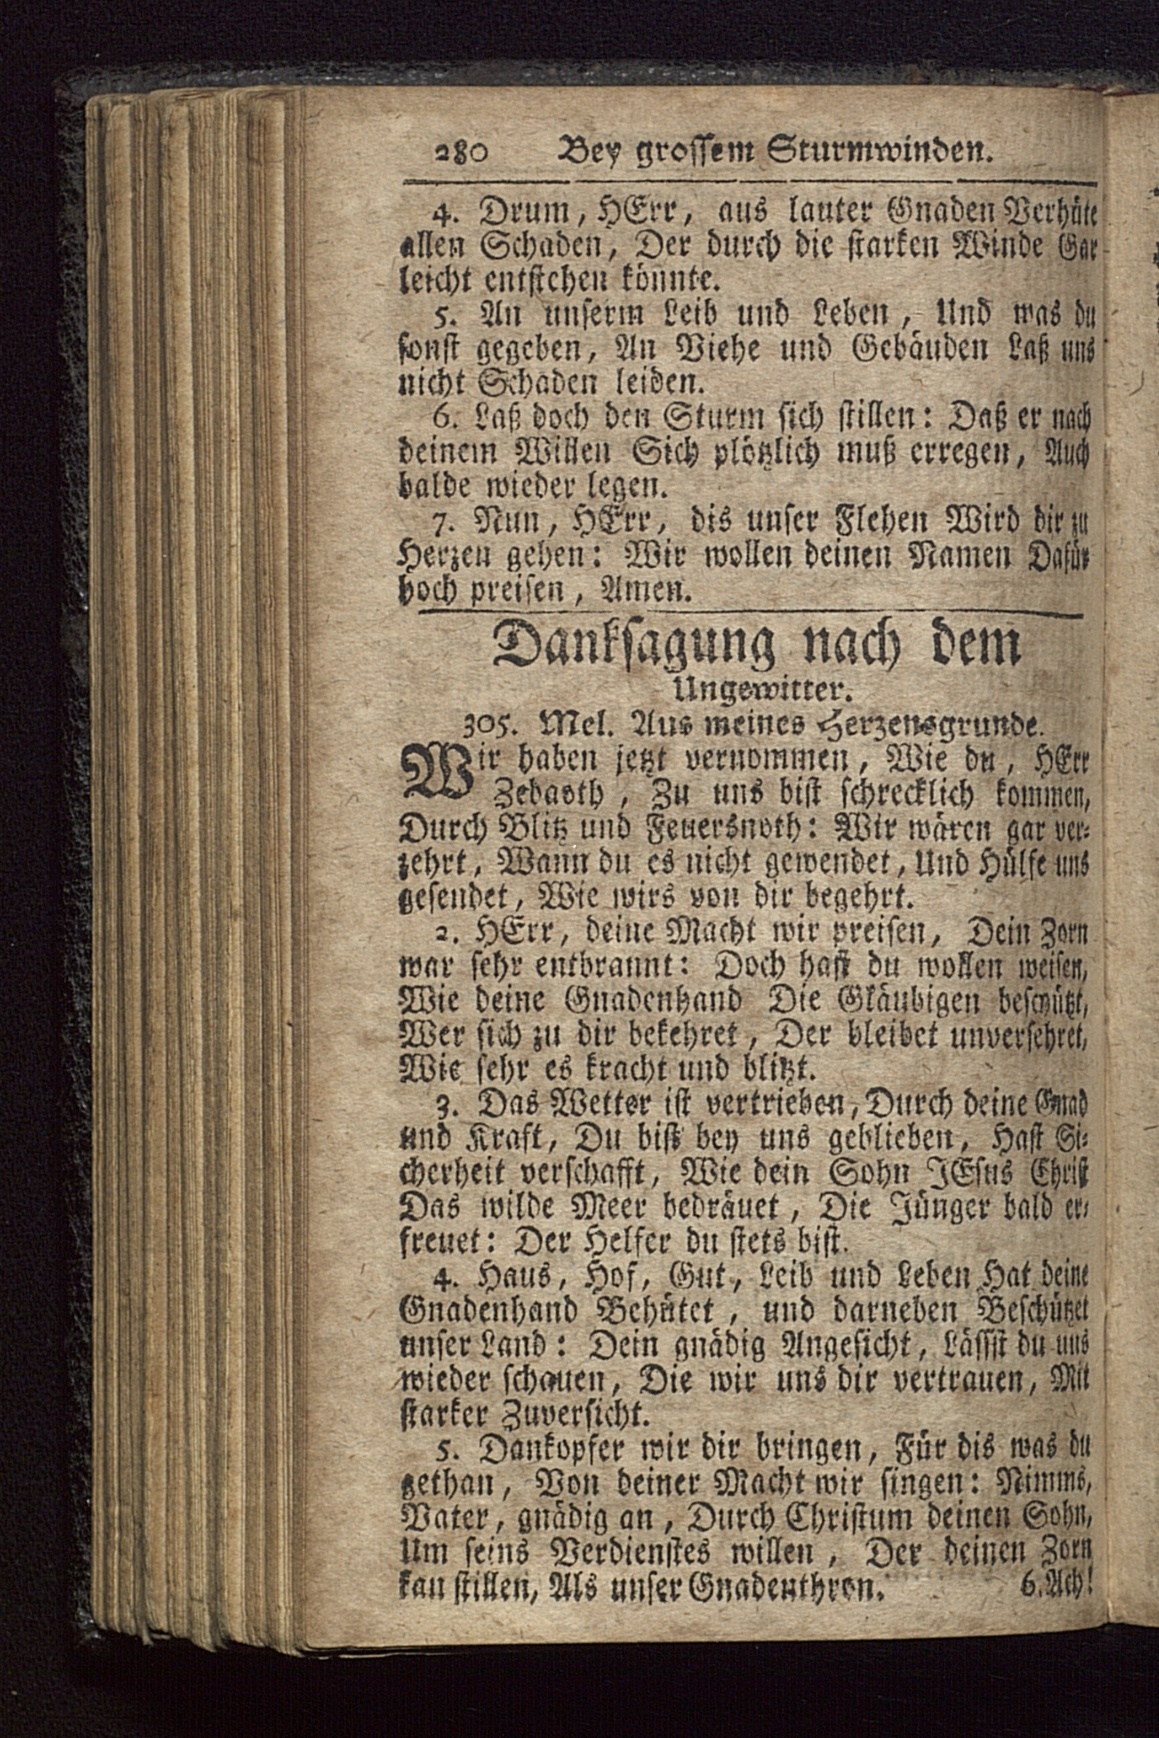 280 Bey grossem Sturmwinden.
4. Drum, HErr, aus lauter Gnaden Verhüte
allen Schaden, Der durch die starken Winde Gar
leicht entstehen könnte.
5. An unserm Leib und Leben, Und was du
sonst gegeben, An Viehe und Gebäuden Laß uns
nicht Schaden leiden.
6. Laß doch den Sturm sich stillen: Daß er nach
deinem Willen Sich plötzlich muß erregen, Auch
balde wieder legen.
7. Nun, HErr, dis unser Flehen Wird dir zu
Herzen gehen: Wir wollen deinen Namen Dafür
hoch preisen, Amen.
Danksagung nach dem
Ungewitter.
305. Mel. Aus meines Herzensgrunde.
Wir haben jetzt vernommen, Wie du, HErr
Zebaoth, Zu uns bist schrecklich kommen,
Durch Blitz und Feuersnoth: Wir wären gar ver-
zehrt, Wann du es nicht gewendet, Und Hülfe uns
gesendet, Wie wirs von dir begehrt.
2. HErr, deine Macht wir preisen, Dein Zorn
war sehr entbrannt: Doch hast du wollen weisen,
Wie deine Gnadenhand Die Gläubigen beschützt,
Wer sich zu dir bekehret, Der bleibet unversehret,
Wie sehr es kracht und blitzt.
3. Das Wetter ist vertrieben, Durch deine Gnad
und Kraft, Du bist bey uns geblieben, Hast Si-
cherheit verschafft, Wie dein Sohn JEsus Christ
Das wilde Meer bedräuet, Die Jünger bald er-
freuet: Der Helfer du stets bist.
4. Haus, Hof, Gut, Leib und Leben Hat deine
Gnadenhand Behütet, und darneben Beschützet
unser Land: Dein gnädig Angesicht, Lässst du uns
wieder schauen, Die wir uns dir vertrauen, Mit
starker Zuversicht.
5. Dankopfer wir dir bringen, Für dis was du
gethan, Von deiner Macht wir singen: Nimms,
Vater, gnädig an, Durch Christum deinen Sohn,
Um seins Verdienstes willen, Der deinen Zorn
kan stillen, Als unser Gnadenthron. 6. Ach!